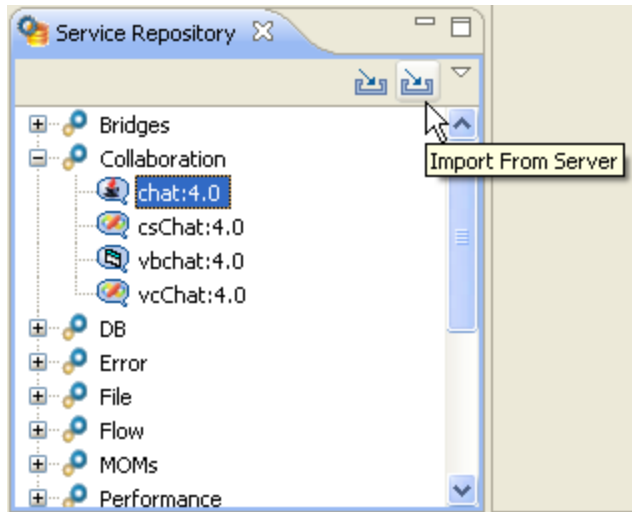 Service Repository
Import From Server
Bridges
Collaboration
chat:4.0
csChat:4.0
vbchat:4.0
vcChat:4.0
DB
Error
File
Flow
MOMs
Performance